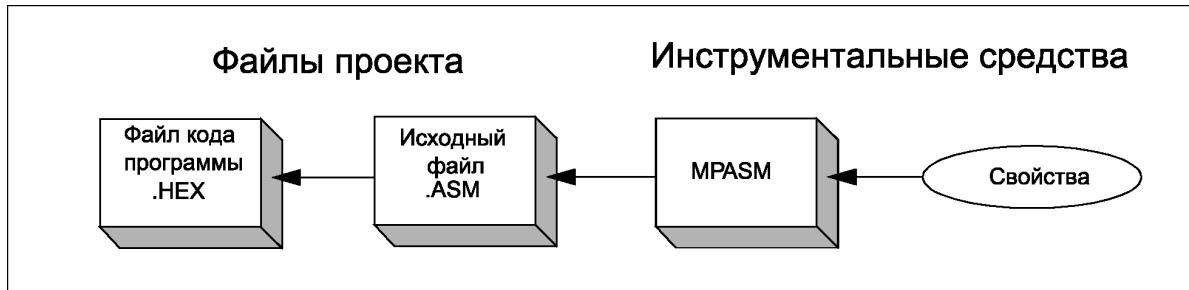 Файлы проекта
Инструментальные средства
Файл кода
программы
.HEX
Исходный
файл
.ASM
MPASM
Свойства